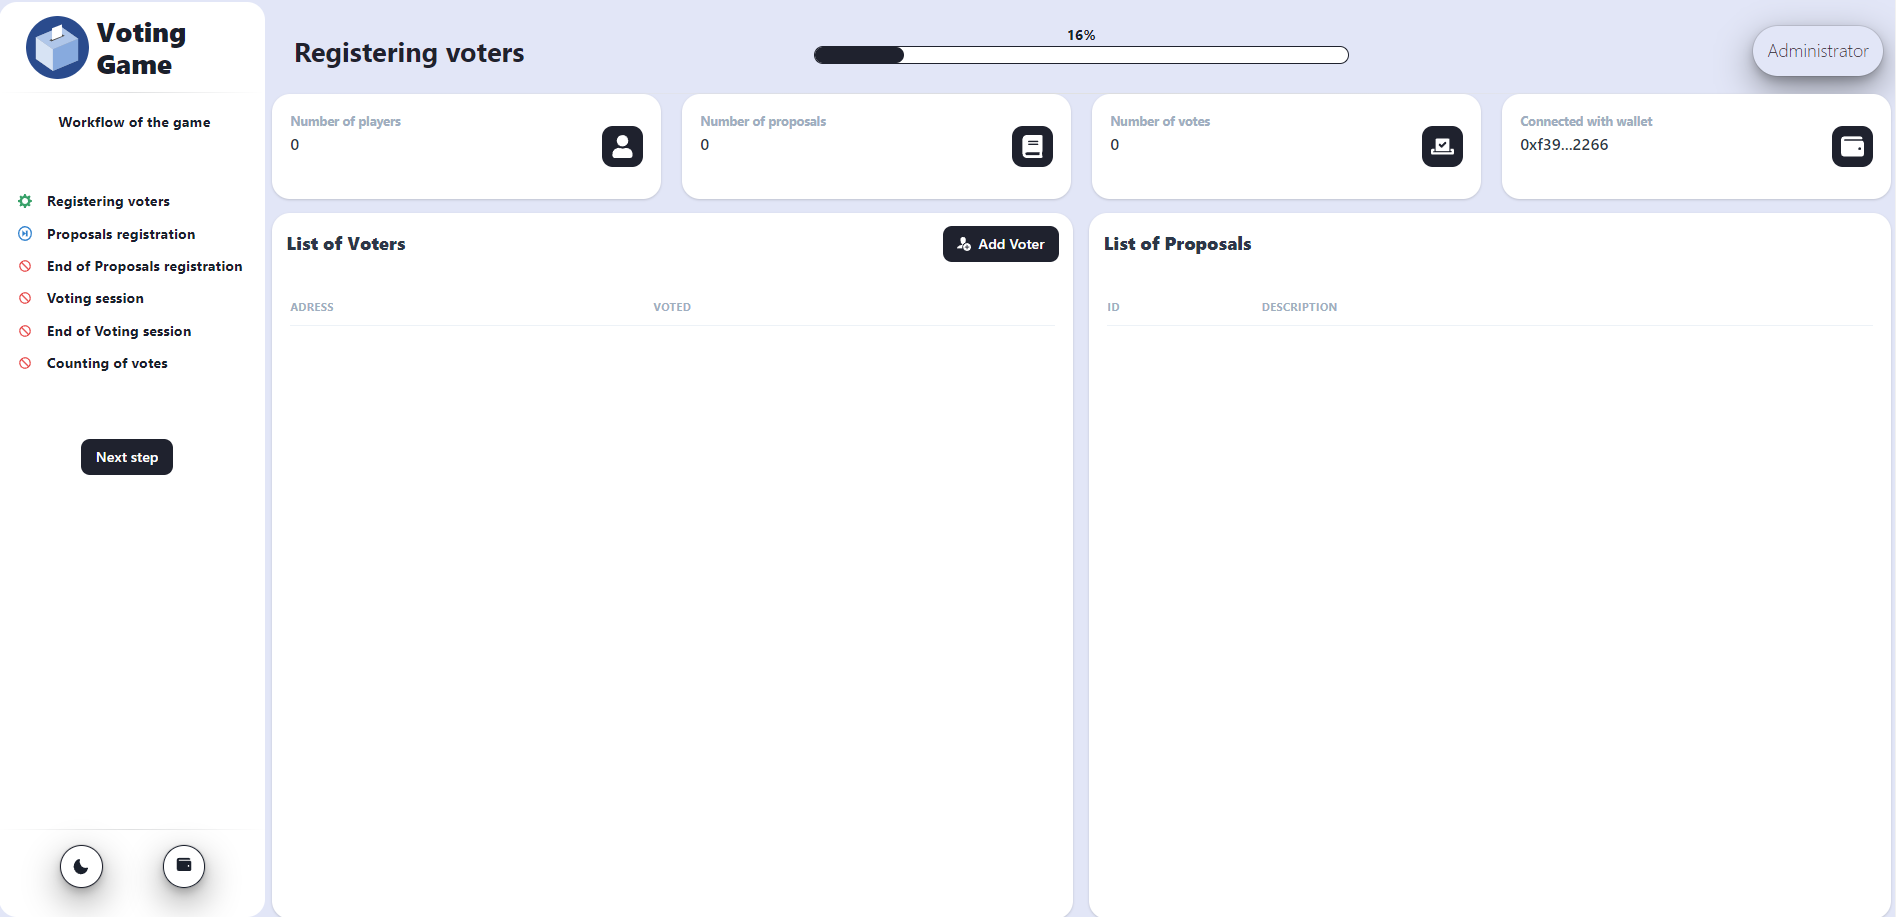 Voting
Game
Workflow of the game
Registering voters
Proposals registration
End of Proposals registration
Voting session
End of Voting session
Counting of votes
Next step
Registering voters
16%
Administrator
Number of players
0
Number of proposals
0
Number of votes
0
Connected with wallet
0xf39...2266
List of Voters
Add Voter
ADRESS VOTED
List of Proposals
ID DESCRIPTION